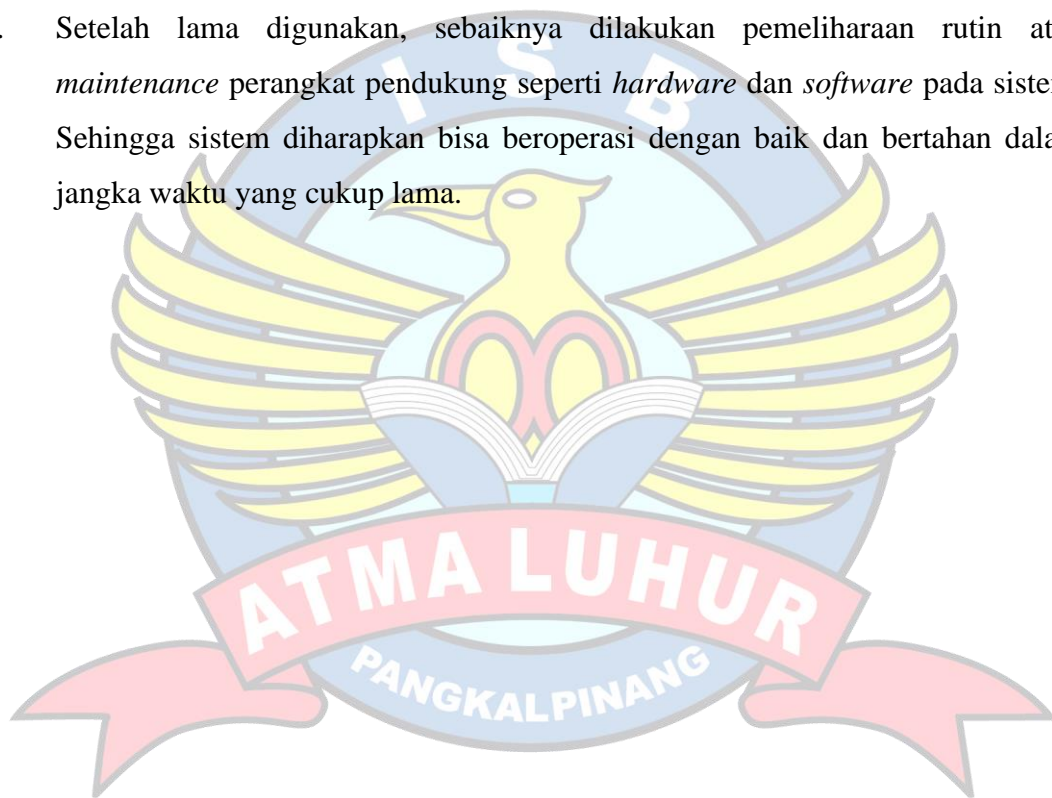 . Setelah lama digunakan, sebaiknya dilakukan pemeliharaan rutin
maintenance perangkat pendukung seperti hardware dan software pada
Sehingga sistem diharapkan bisa beroperasi dengan baik dan bertahan
jangka waktu yang cukup lama.
I S B
ATMA LUHUR
PANGKALPINANG